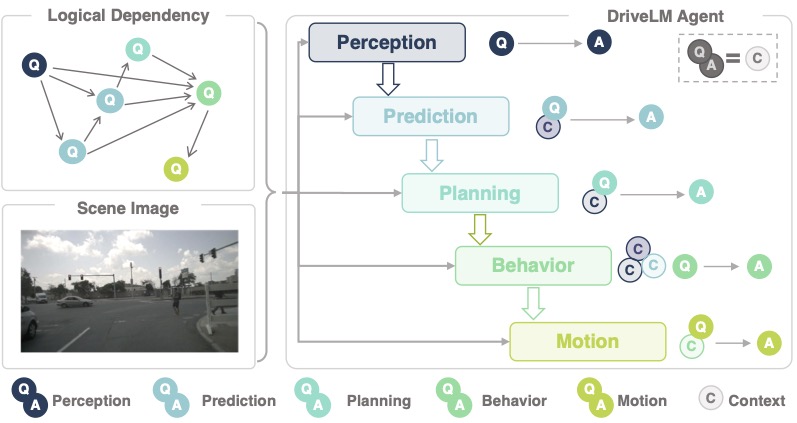 Logical Dependency
Q
Q
Q
Q
Q
Q
Scene Image
DriveLM Agent
Q A = C
Perception
Q A
Prediction
Q C A
Planning
Q C A
Behavior
C C C Q A
Motion
Q C A
Q A Perception
Q A Prediction
Q A Planning
Q A Behavior
Q A Motion
C Context